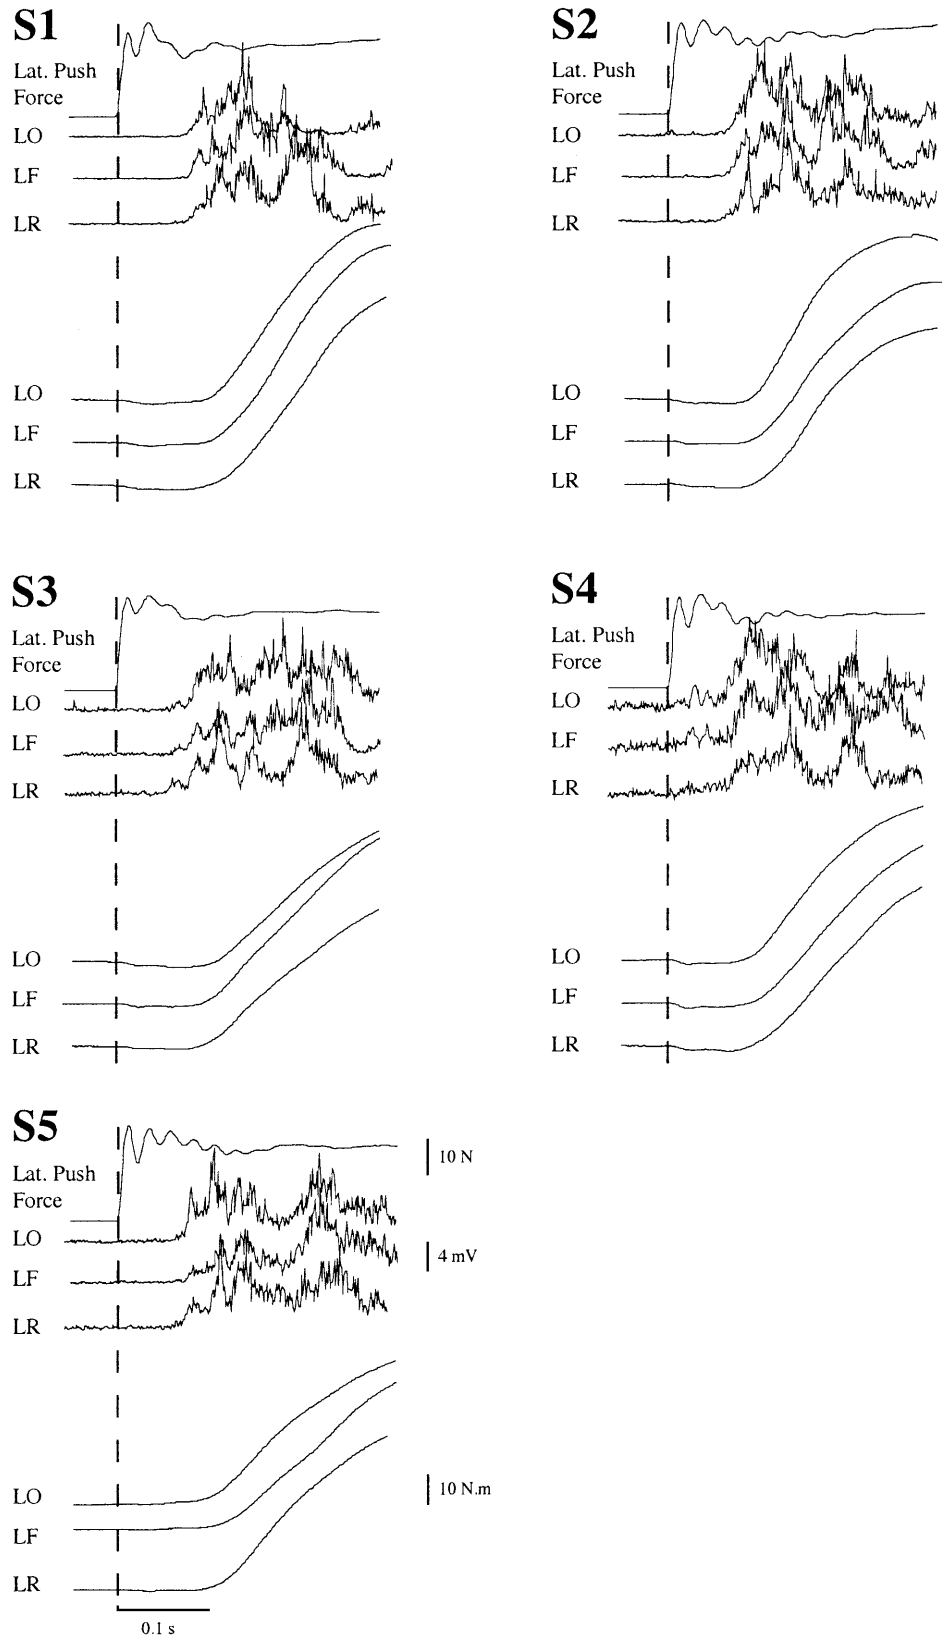 S1
Lat. Push
Force
LO
LF
LR
LO
LF
LR
S2
Lat. Push
Force
LO
LF
LR
LO
LF
LR
S3
Lat. Push
Force
LO
LF
LR
LO
LF
LR
S4
Lat. Push
Force
LO
LF
LR
LO
LF
LR
S5
Lat. Push
Force
LO
LF
LR
10 N
4 mV
LO
LF
LR
10 N.m
0.1 s